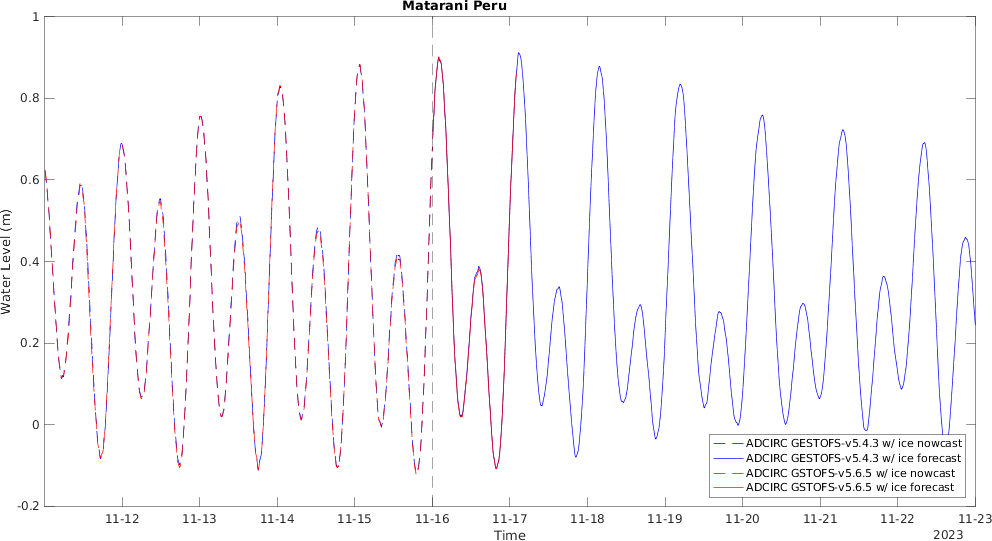 Matarani Peru
1
0.8
0.6
0.4
0.2
0
-0.2
Water Level (m)
11-12 11-13 11-14 11-15 11-16 11-17 11-18 11-19 11-20 11-21 11-22 11-23
Time
2023
ADCIRC GESTOFS-v5.4.3 w/ ice nowcast
ADCIRC GESTOFS-v5.4.3 w/ ice forecast
ADCIRC GSTOFS-v5.6.5 w/ ice nowcast
ADCIRC GSTOFS-v5.6.5 w/ ice forecast